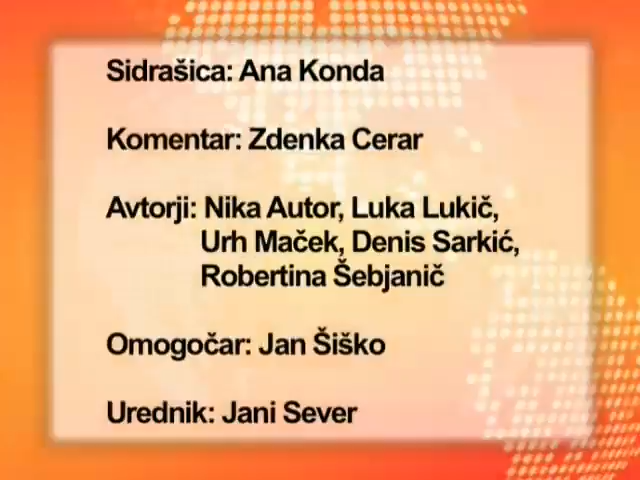 Sidrašica: Ana Konda
Komentar: Zdenka Cerar
Avtorji: Nika Autor, Luka Lukič,
Urh Maček, Denis Sarkić,
Robertina Šebjanič
Omogočar: Jan Šiško
Urednik: Jani Sever